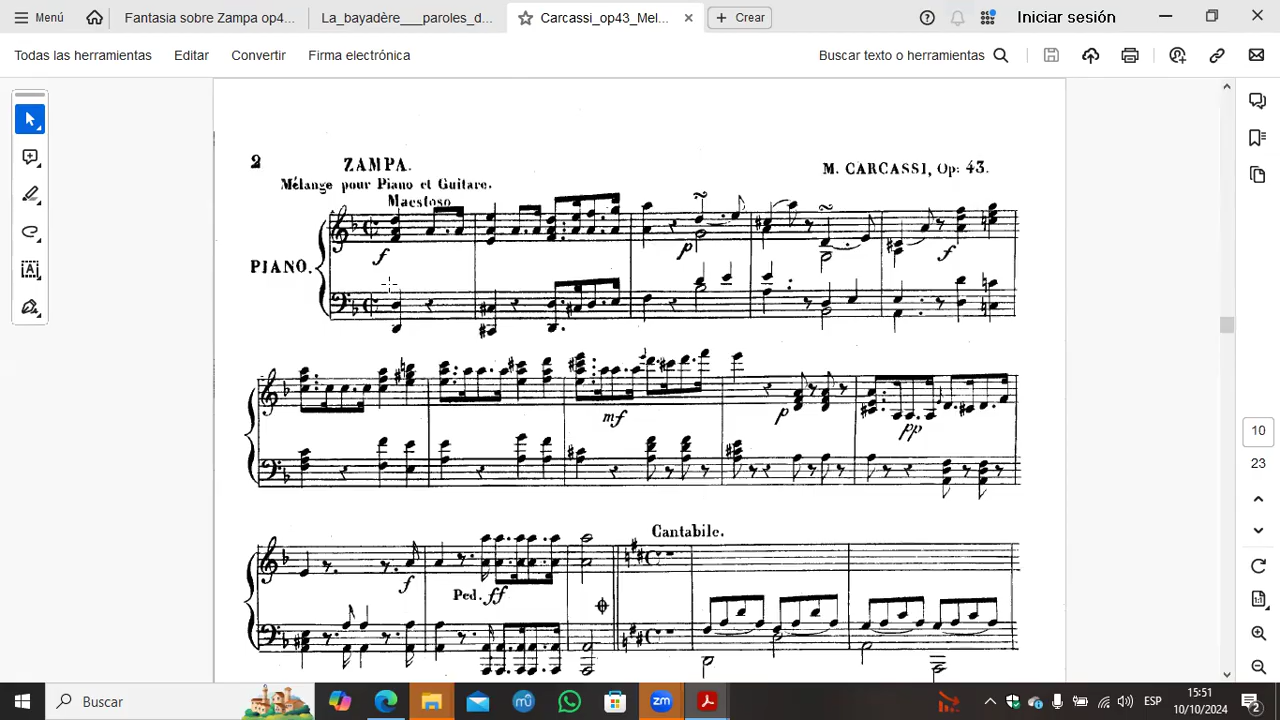 Menú
Fantasia sobre Zampa op4...
La_bayadère___paroles_d...
Carcassi_op43_Mel...
Crear
Iniciar sesión
Todas las herramientas
Editar
Convertir
Firma electrónica
Buscar texto o herramientas
2
ZAMPA.
M. CARCASSI, Op: 43.
Mélange pour Piano et Guitare.
Maestoso
f
p
f
PIANO.
mf
p
pp
10
23
Cantabile.
f
Ped. ff
Buscar
ESP
15:51
10/10/2024
2